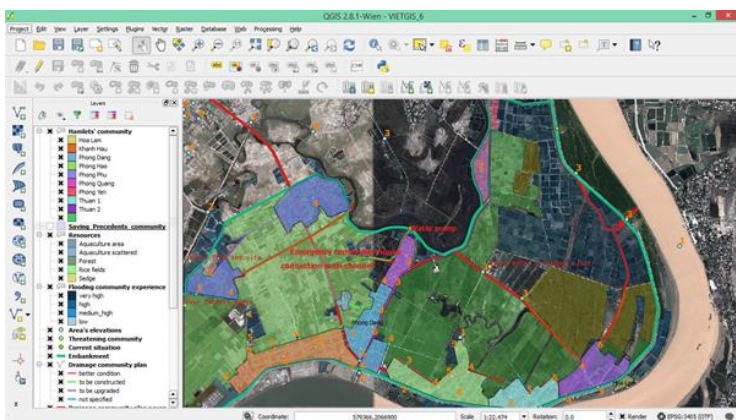 QGIS 2.8.1-Wien - VIETGIS_6
Project Edit View Layer Settings Plugins Vector Raster Database Web Processing Help
Layers
Hamlets' community
Hoa Lam
Khanh Hau
Phong Dang
Phong Hao
Phong Phu
Phong Quang
Phong Yen
Thuan 1
Thuan 2
Saving_Precedents_community
Resources
Aquaculture area
Aquaculture scattered
Forest
Rice fields
Sedge
Flooding community experience
very high
high
medium_high
low
Area's elevations
Threatening community
Current situation
Embankment
Drainage community plan
better condition
to be constructed
to be upgraded
not specified
Water pump
Phong Dang
Coordinate: 579366,2066900 Scale 1:22,474 Rotation: 0.0 Render EPSG:3405 (OTF)